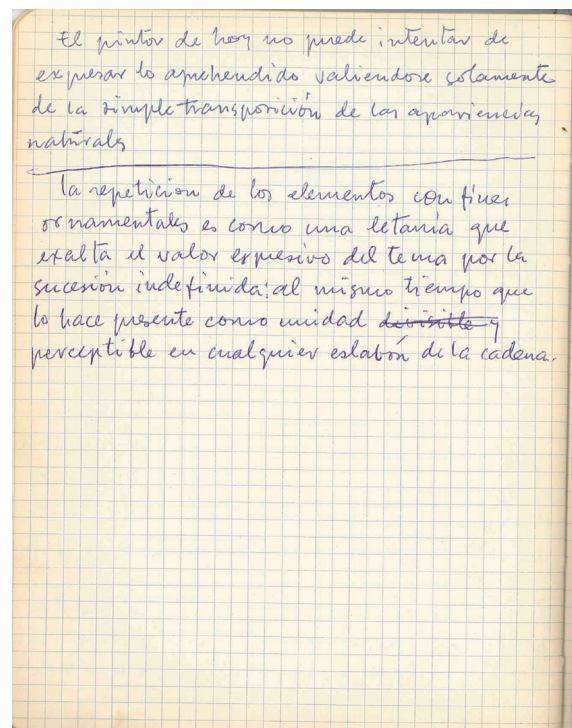 El pintor de hoy no puede intentar de
expresar lo aprehendido valiendose solamente
de la simple transposición de las apariencias
naturales
la repeticion de los elementos con fines
ornamentales es como una letanía que
exalta el valor expresivo del tema por la
sucesión indefinida; al mismo tiempo que
lo hace presente como unidad divisible y
perceptible en cualquier eslabón de la cadena.